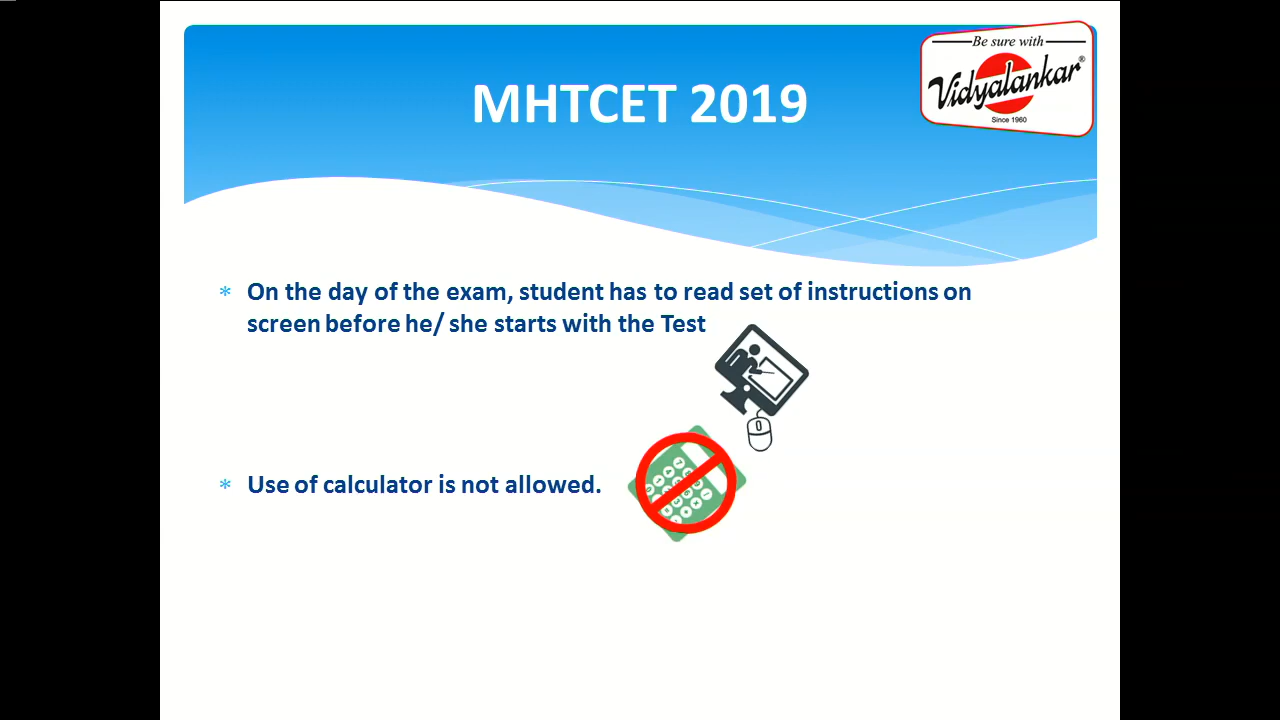 MHTCET 2019
Be sure with
Vidyalankar®
Since 1960
* On the day of the exam, student has to read set of instructions on
screen before he/ she starts with the Test
* Use of calculator is not allowed.